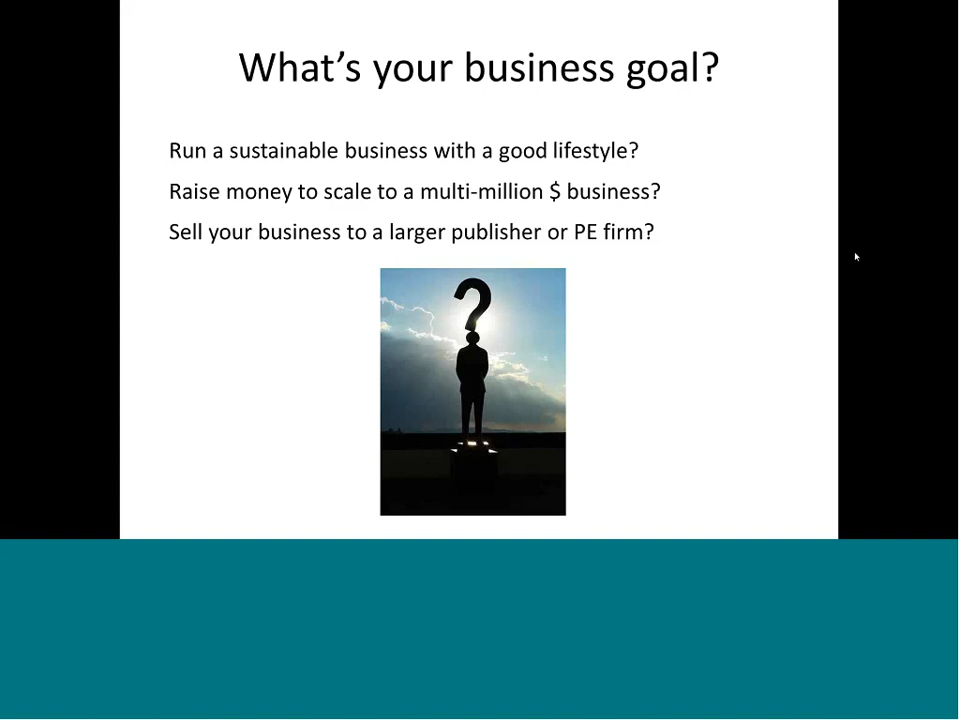 What’s your business goal?
Run a sustainable business with a good lifestyle?
Raise money to scale to a multi-million $ business?
Sell your business to a larger publisher or PE firm?
?